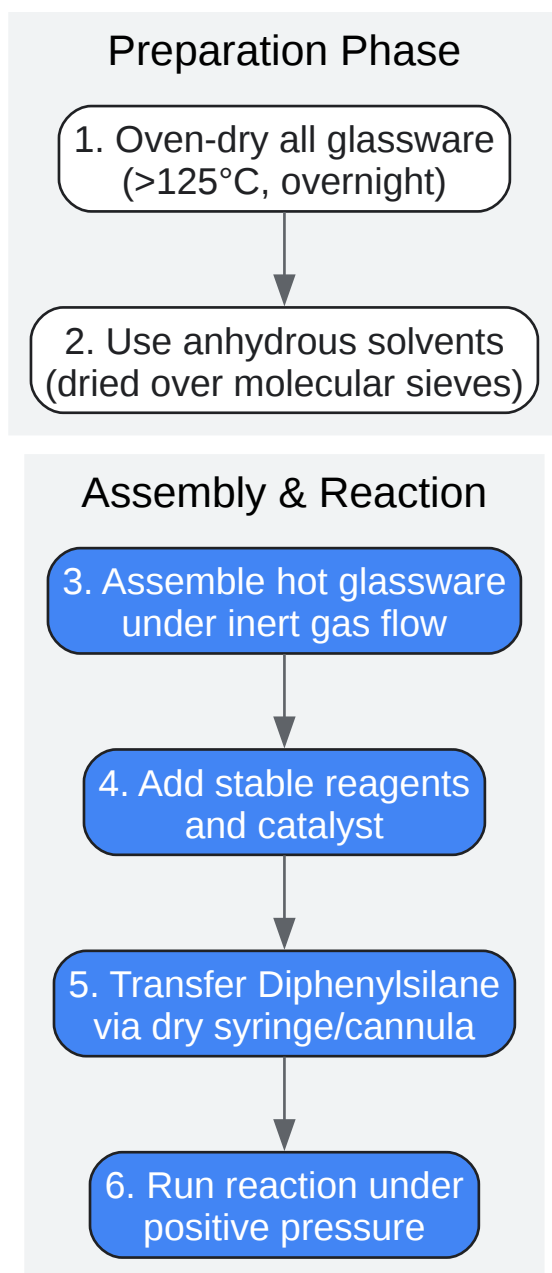 Preparation Phase
1. Oven-dry all glassware
(>125°C, overnight)
2. Use anhydrous solvents
(dried over molecular sieves)
Assembly & Reaction
3. Assemble hot glassware
under inert gas flow
4. Add stable reagents
and catalyst
5. Transfer Diphenylsilane
via dry syringe/cannula
6. Run reaction under
positive pressure